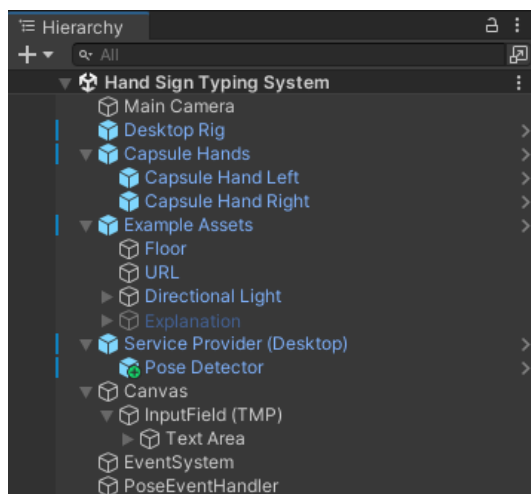 Hierarchy
All
Hand Sign Typing System
Main Camera
Desktop Rig
Capsule Hands
Capsule Hand Left
Capsule Hand Right
Example Assets
Floor
URL
Directional Light
Explanation
Service Provider (Desktop)
Pose Detector
Canvas
InputField (TMP)
Text Area
EventSystem
PoseEventHandler